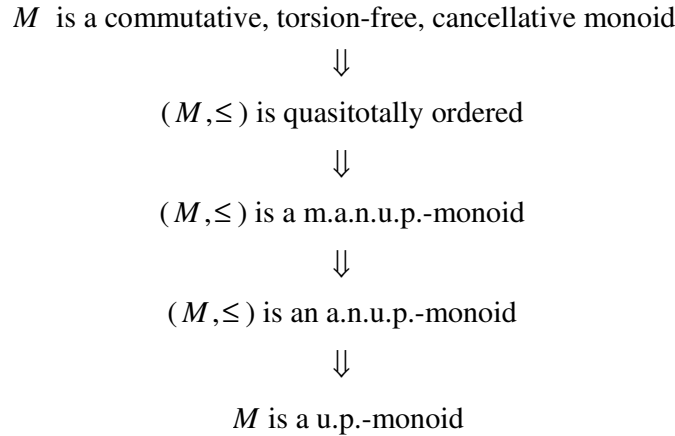 M is a commutative, torsion-free, cancellative monoid
⇓
(M,≤) is quasitotally ordered
⇓
(M,≤) is a m.a.n.u.p.-monoid
⇓
(M,≤) is an a.n.u.p.-monoid
⇓
M is a u.p.-monoid